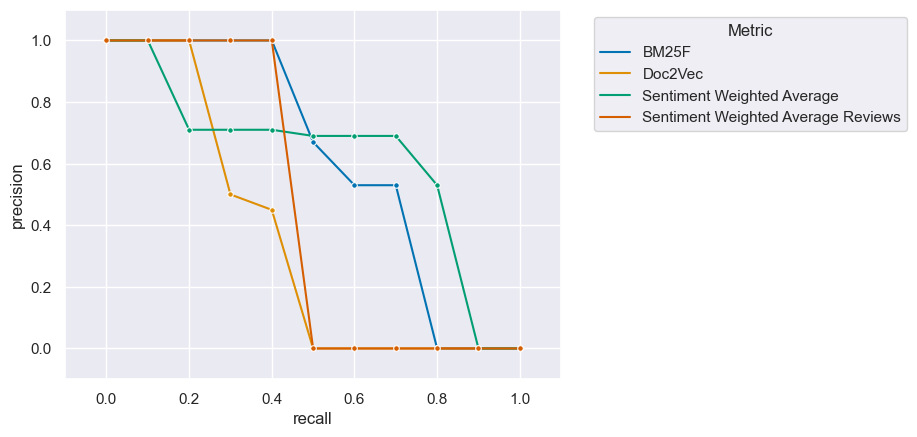 Metric
BM25F
Doc2Vec
Sentiment Weighted Average
Sentiment Weighted Average Reviews
precision
1.0
0.8
0.6
0.4
0.2
0.0
0.0 0.2 0.4 0.6 0.8 1.0
recall